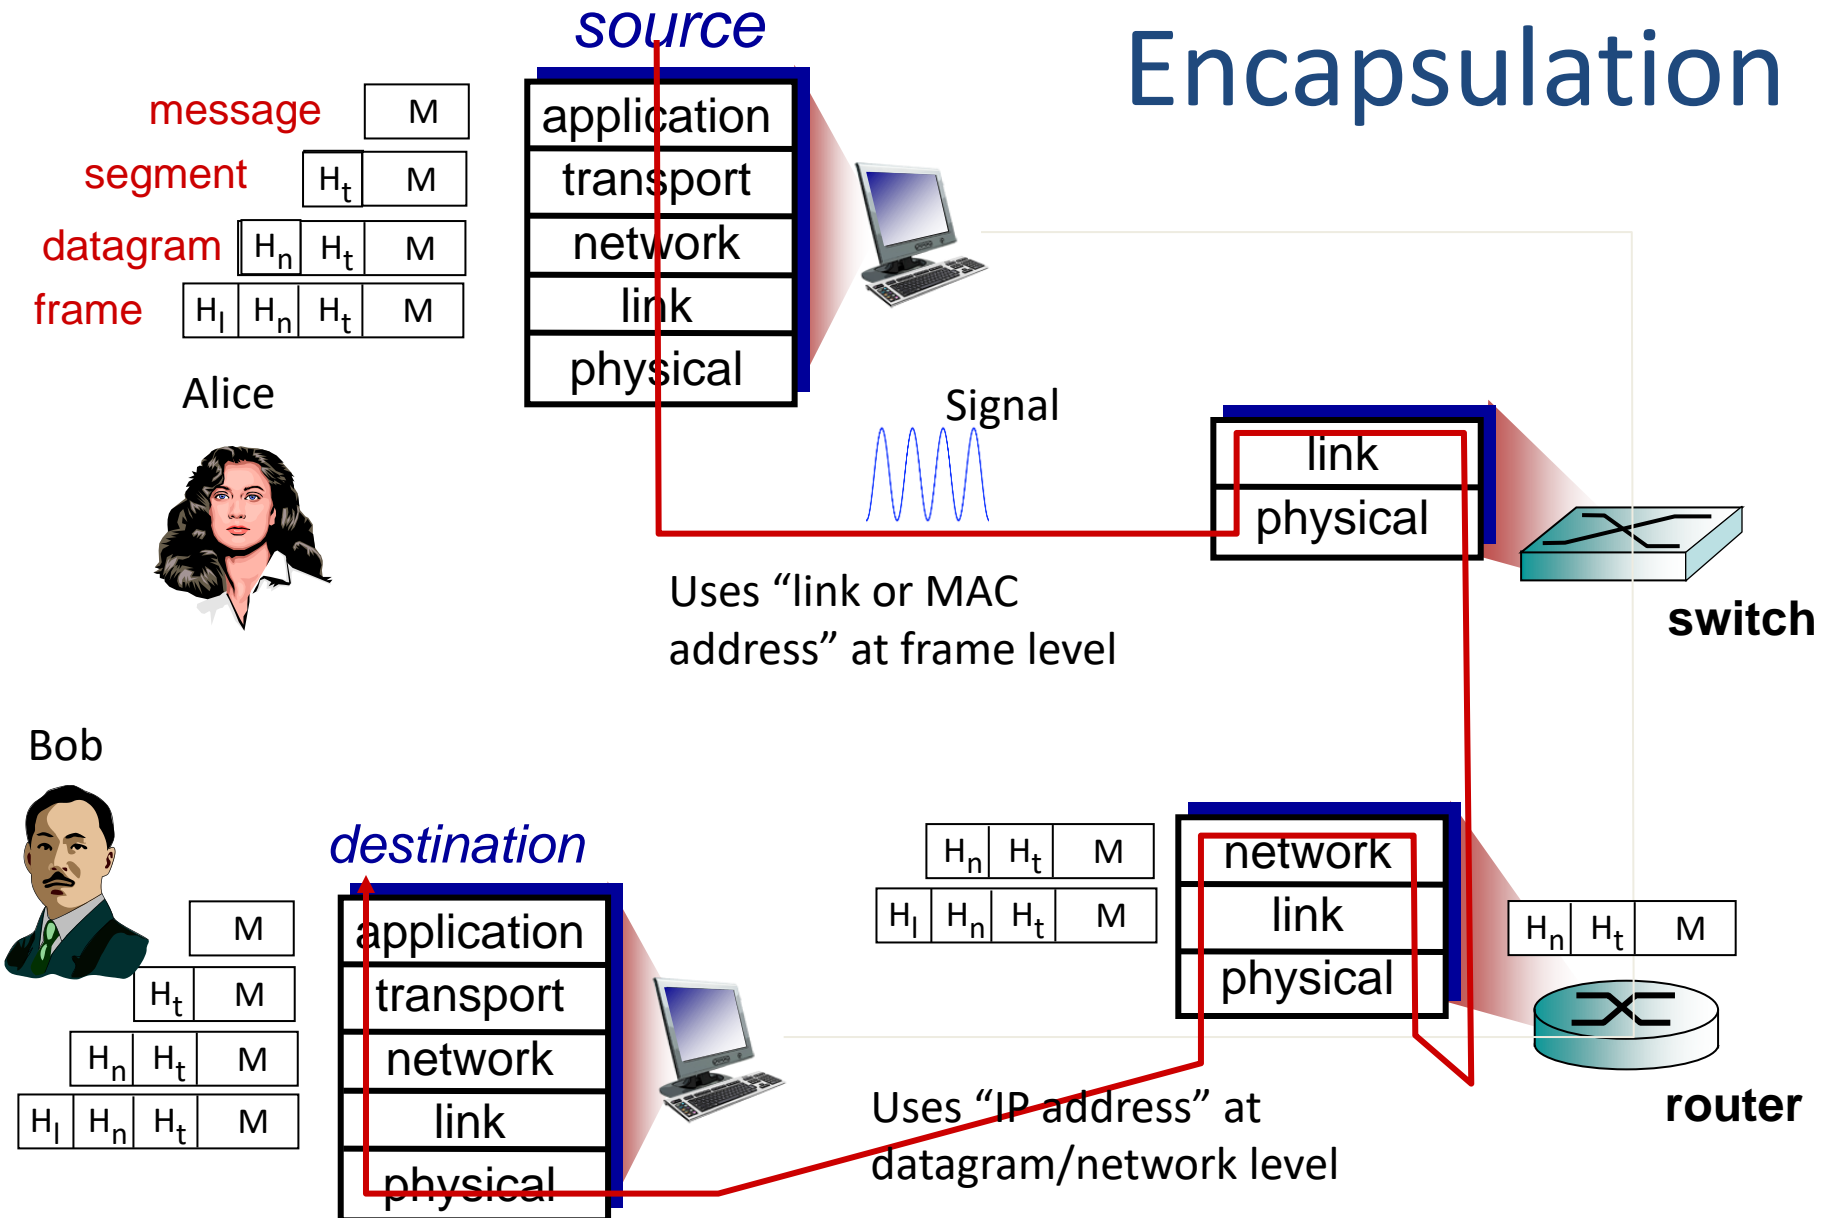 source
Encapsulation
message M
application
segment Ht M
transport
datagram Hn Ht M
network
frame Hl Hn Ht M
link
physical
Alice
Signal
link
physical
Uses “link or MAC
address” at frame level
switch
Bob
destination
M
application
Ht M
transport
Hn Ht M
network
Hl Hn Ht M
link
physical
Hn Ht M
network
Hl Hn Ht M
link
physical
Hn Ht M
Uses “IP address” at
datagram/network level
router